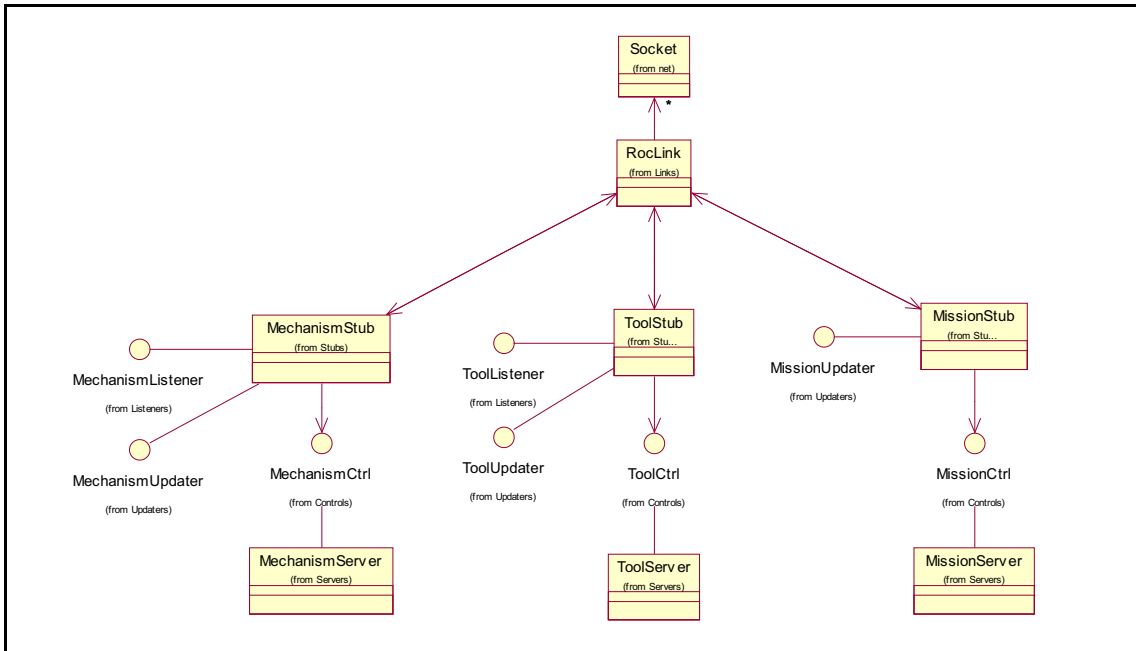 Socket
(from net)
*
RocLink
(from Links)
MechanismStub
(from Stubs)
ToolStub
(from Stu...
MissionStub
(from Stu...
MechanismListener
(from Listeners)
ToolListener
(from Listeners)
MissionUpdater
(from Updaters)
MechanismUpdater
(from Updaters)
MechanismCtrl
(from Controls)
ToolUpdater
(from Updaters)
ToolCtrl
(from Controls)
MissionCtrl
(from Controls)
MechanismServer
(from Servers)
ToolServer
(from Servers)
MissionServer
(from Servers)